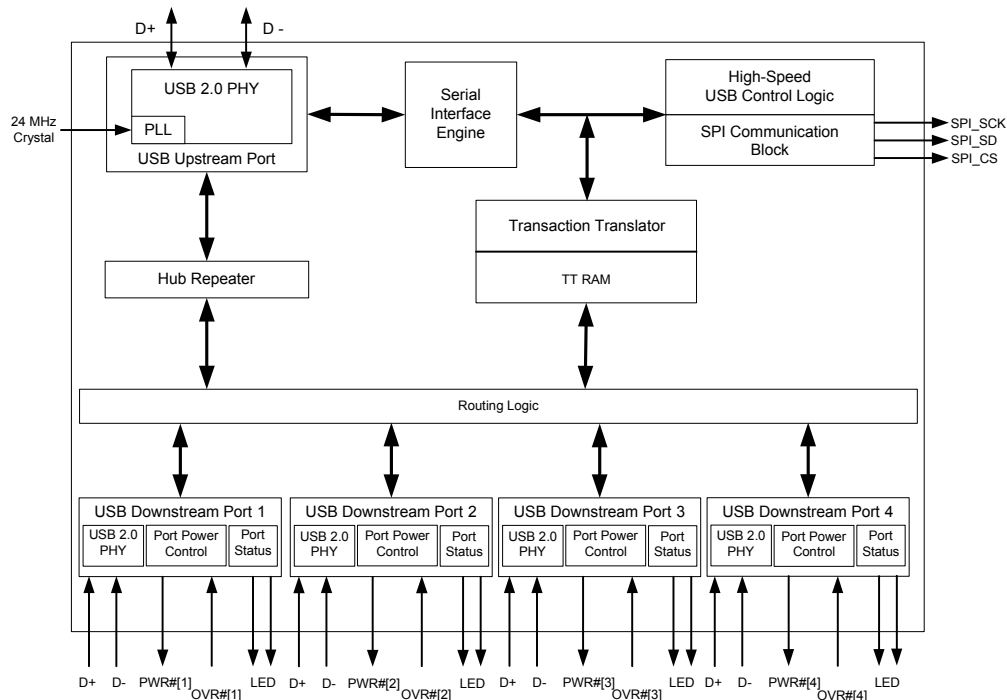 D+ D -
USB 2.0 PHY
PLL
USB Upstream Port
24 MHz
Crystal
Serial
Interface
Engine
High-Speed
USB Control Logic
SPI Communication
Block
SPI_SCK
SPI_SD
SPI_CS
Transaction Translator
TT RAM
Hub Repeater
Routing Logic
USB Downstream Port 1
USB 2.0
PHY
Port Power
Control
Port
Status
USB Downstream Port 2
USB 2.0
PHY
Port Power
Control
Port
Status
USB Downstream Port 3
USB 2.0
PHY
Port Power
Control
Port
Status
USB Downstream Port 4
USB 2.0
PHY
Port Power
Control
Port
Status
D+ D- PWR#[1] OVR#[1] LED
D+ D- PWR#[2] OVR#[2] LED
D+ D- PWR#[3] OVR#[3] LED
D+ D- PWR#[4] OVR#[4] LED